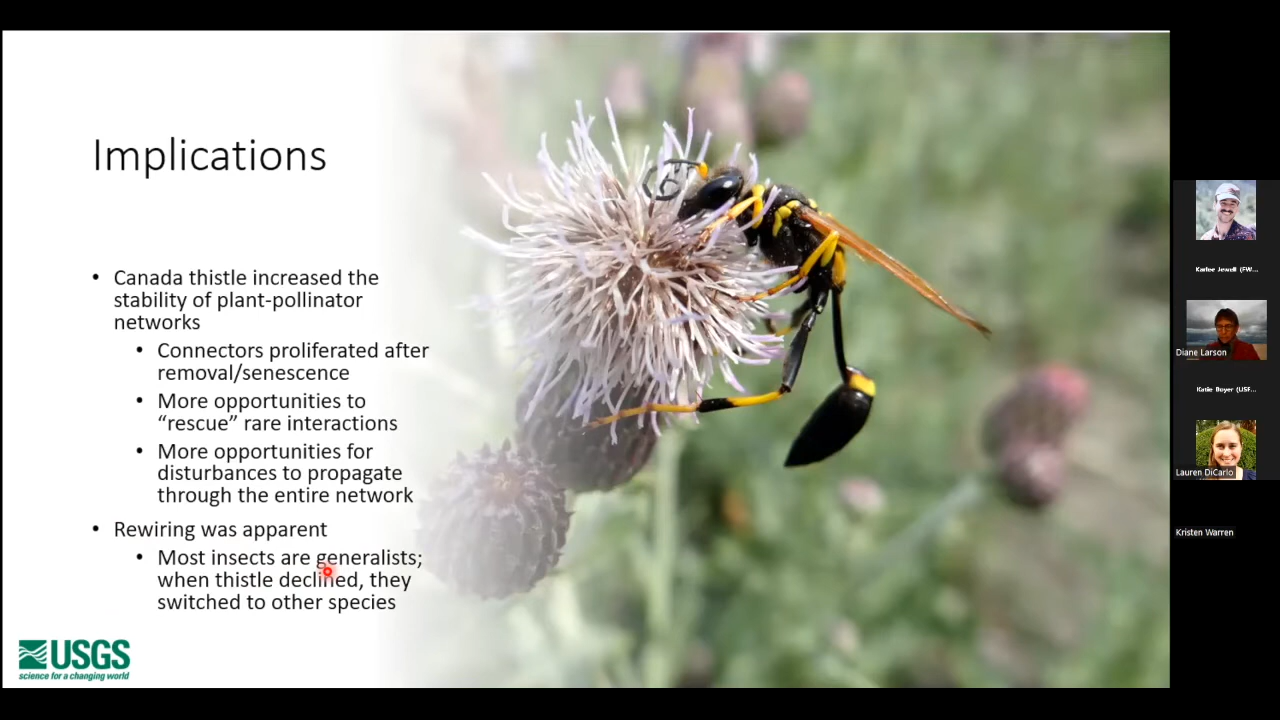 Implications
• Canada thistle increased the
stability of plant-pollinator
networks
• Connectors proliferated after
removal/senescence
• More opportunities to
“rescue” rare interactions
• More opportunities for
disturbances to propagate
through the entire network
• Rewiring was apparent
• Most insects are generalists;
when thistle declined, they
switched to other species
USGS
science for a changing world
Karlee Jewell (FW...
Diane Larson
Katie Boyer (USF...
Lauren DiCarlo
Kristen Warren